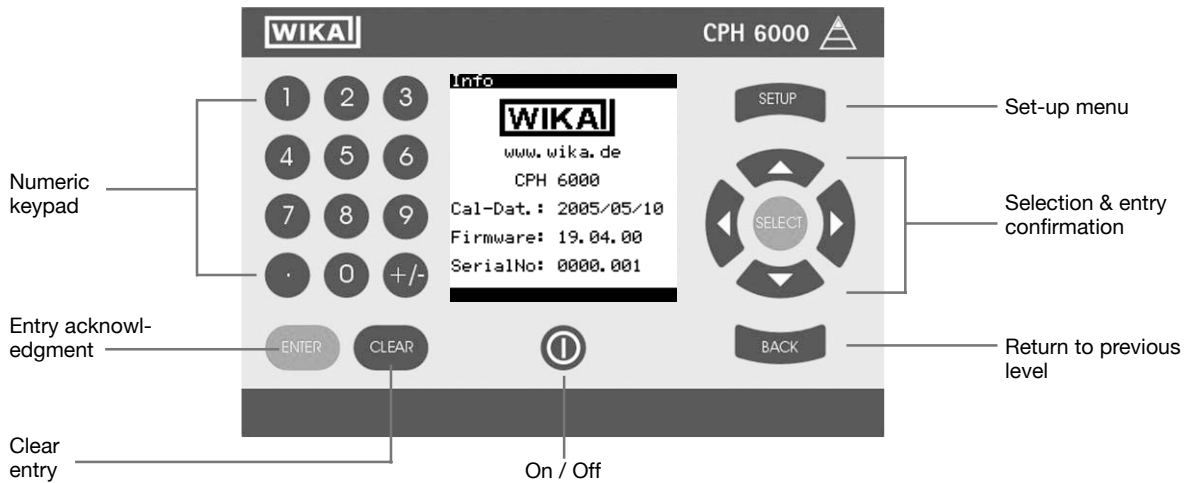 WIKA
CPH 6000
1 2 3
4 5 6
7 8 9
. 0 +/-
ENTER CLEAR
Info
WIKA
www.wika.de
CPH 6000
Cal-Dat.: 2005/05/10
Firmware: 19.04.00
SerialNo: 0000.001
SETUP
SELECT
BACK
Numeric
keypad
Entry acknowl-
edgment
Clear
entry
On / Off
Set-up menu
Selection & entry
confirmation
Return to previous
level